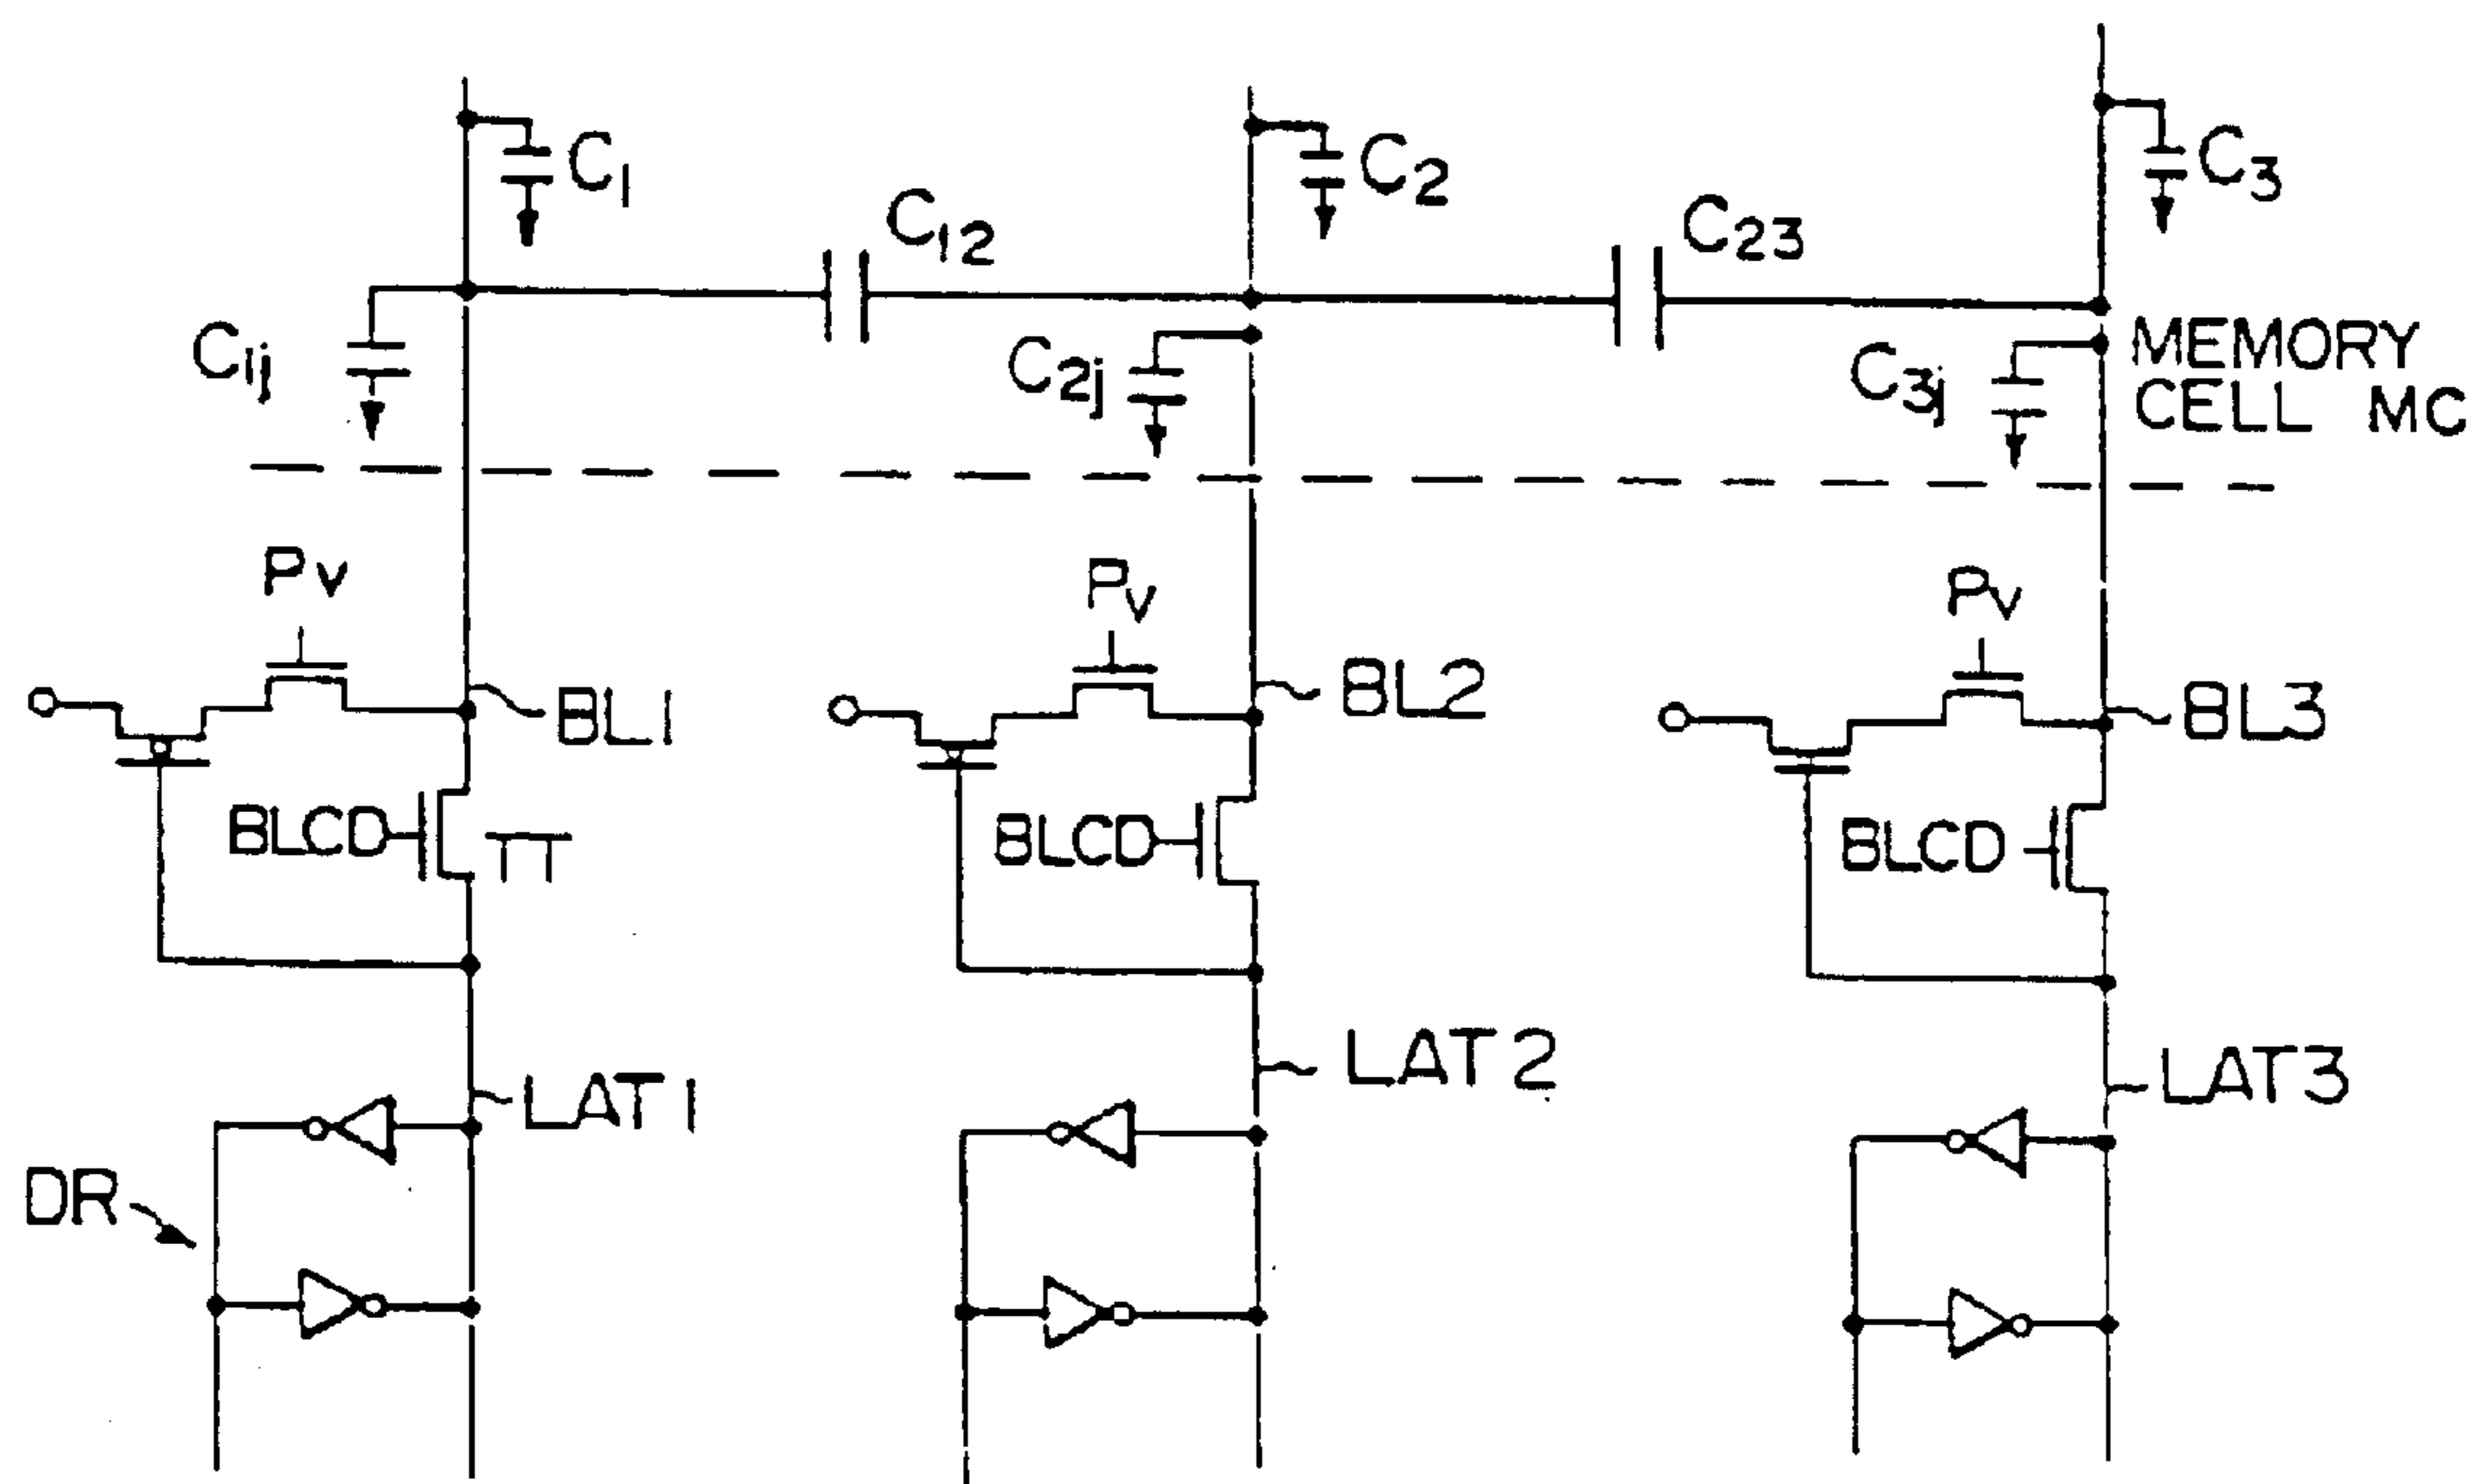 C1
C2
C3
C12
C23
C1j
C2j
C3j
MEMORY
CELL MC
Pv
Pv
Pv
BL1
BL2
BL3
BLCD
TT
BLCD
BLCD
LAT1
LAT2
LAT3
DR